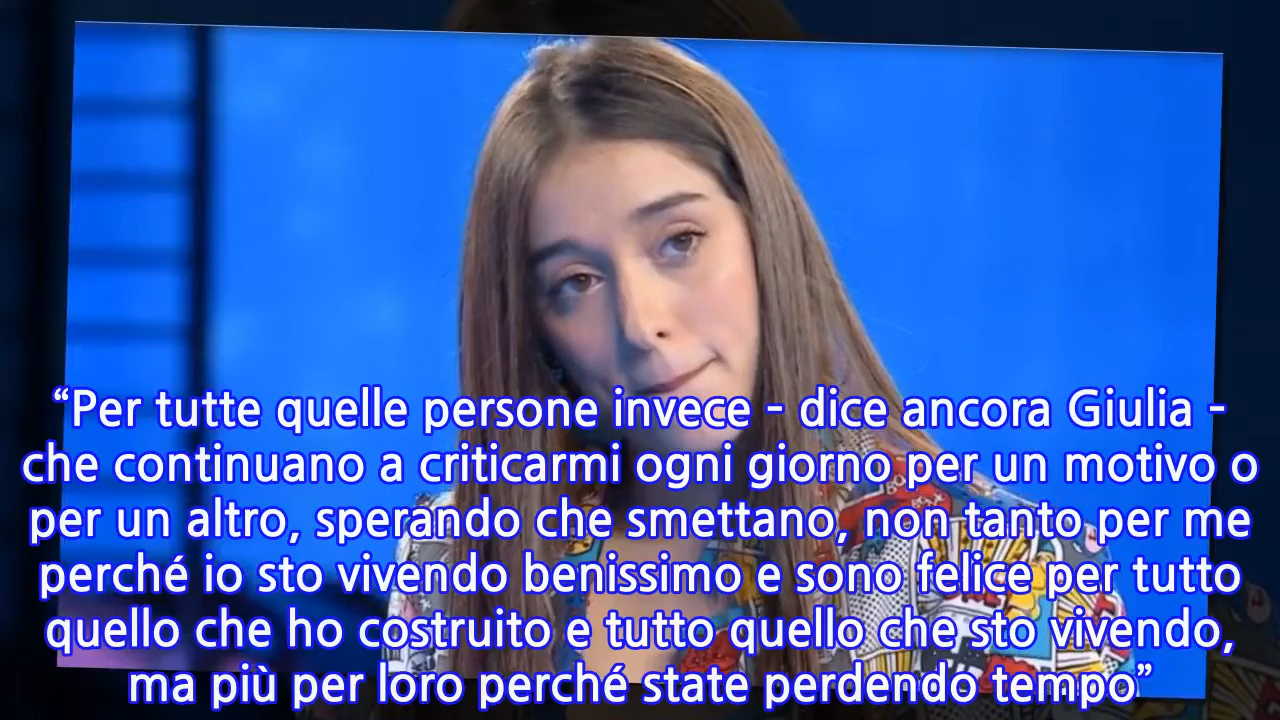 “Per tutte quelle persone invece - dice ancora Giulia -
che continuano a criticarmi ogni giorno per un motivo o
per un altro, sperando che smettano, non tanto per me
perché io sto vivendo benissimo e sono felice per tutto
quello che ho costruito e tutto quello che sto vivendo,
ma più per loro perché state perdendo tempo”